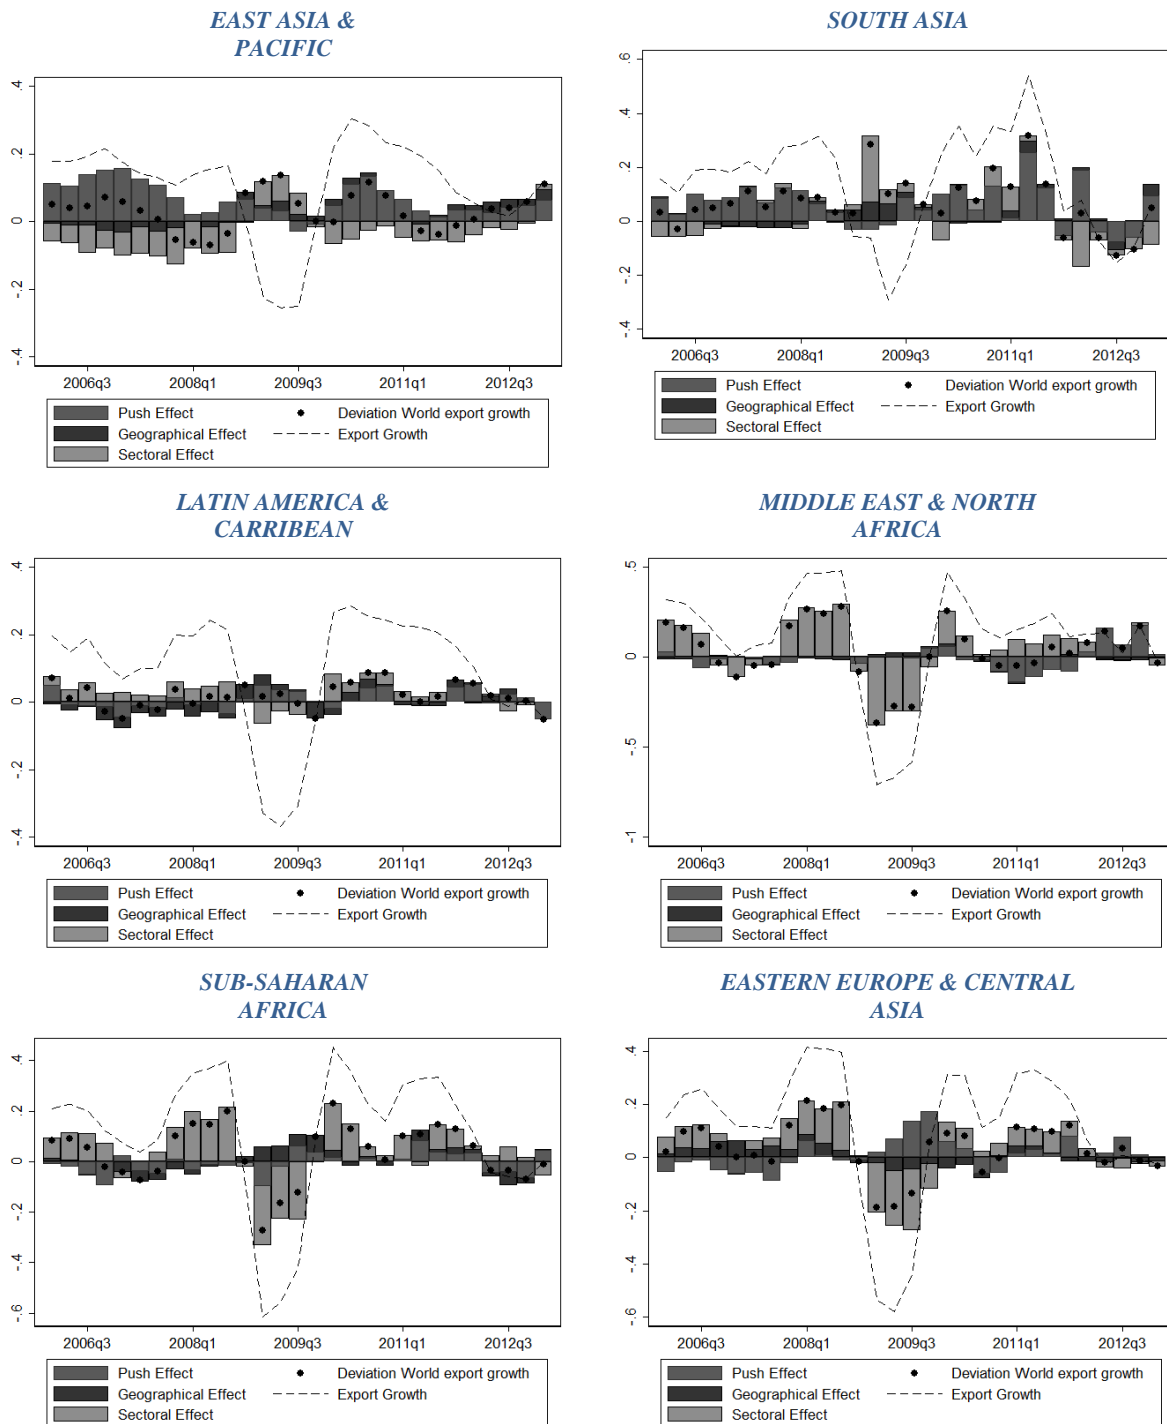 EAST ASIA &
PACIFIC
.4
.2
0
-.2
-.4
2006q3 2008q1 2009q3 2011q1 2012q3
Push Effect Deviation World export growth
Geographical Effect Export Growth
Sectoral Effect
SOUTH ASIA
.6
.4
.2
0
-.2
-.4
2006q3 2008q1 2009q3 2011q1 2012q3
Push Effect Deviation World export growth
Geographical Effect Export Growth
Sectoral Effect
LATIN AMERICA &
CARRIBEAN
.4
.2
0
-.2
-.4
2006q3 2008q1 2009q3 2011q1 2012q3
Push Effect Deviation World export growth
Geographical Effect Export Growth
Sectoral Effect
MIDDLE EAST & NORTH
AFRICA
.5
0
-.5
-1
2006q3 2008q1 2009q3 2011q1 2012q3
Push Effect Deviation World export growth
Geographical Effect Export Growth
Sectoral Effect
SUB-SAHARAN
AFRICA
.4
.2
0
-.2
-.4
-.6
2006q3 2008q1 2009q3 2011q1 2012q3
Push Effect Deviation World export growth
Geographical Effect Export Growth
Sectoral Effect
EASTERN EUROPE & CENTRAL
ASIA
.4
.2
0
-.2
-.4
-.6
2006q3 2008q1 2009q3 2011q1 2012q3
Push Effect Deviation World export growth
Geographical Effect Export Growth
Sectoral Effect